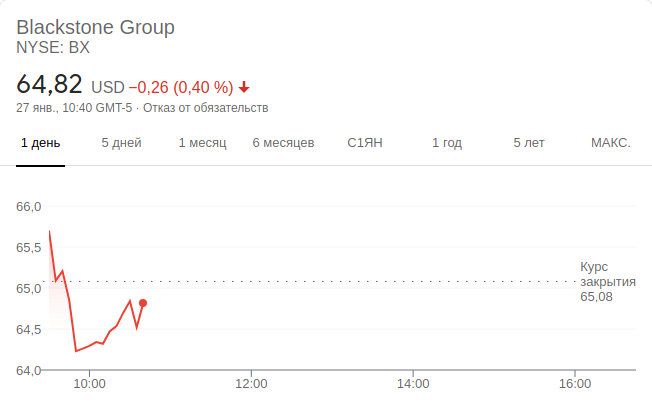 Blackstone Group
NYSE: BX
64,82 USD −0,26 (0,40 %)
27 янв., 10:40 GMT-5 · Отказ от обязательств
1 день 5 дней 1 месяц 6 месяцев С1ЯН 1 год 5 лет МАКС.
66,0
65,5
65,0
64,5
64,0
Курс
закрытия
65,08
10:00 12:00 14:00 16:00